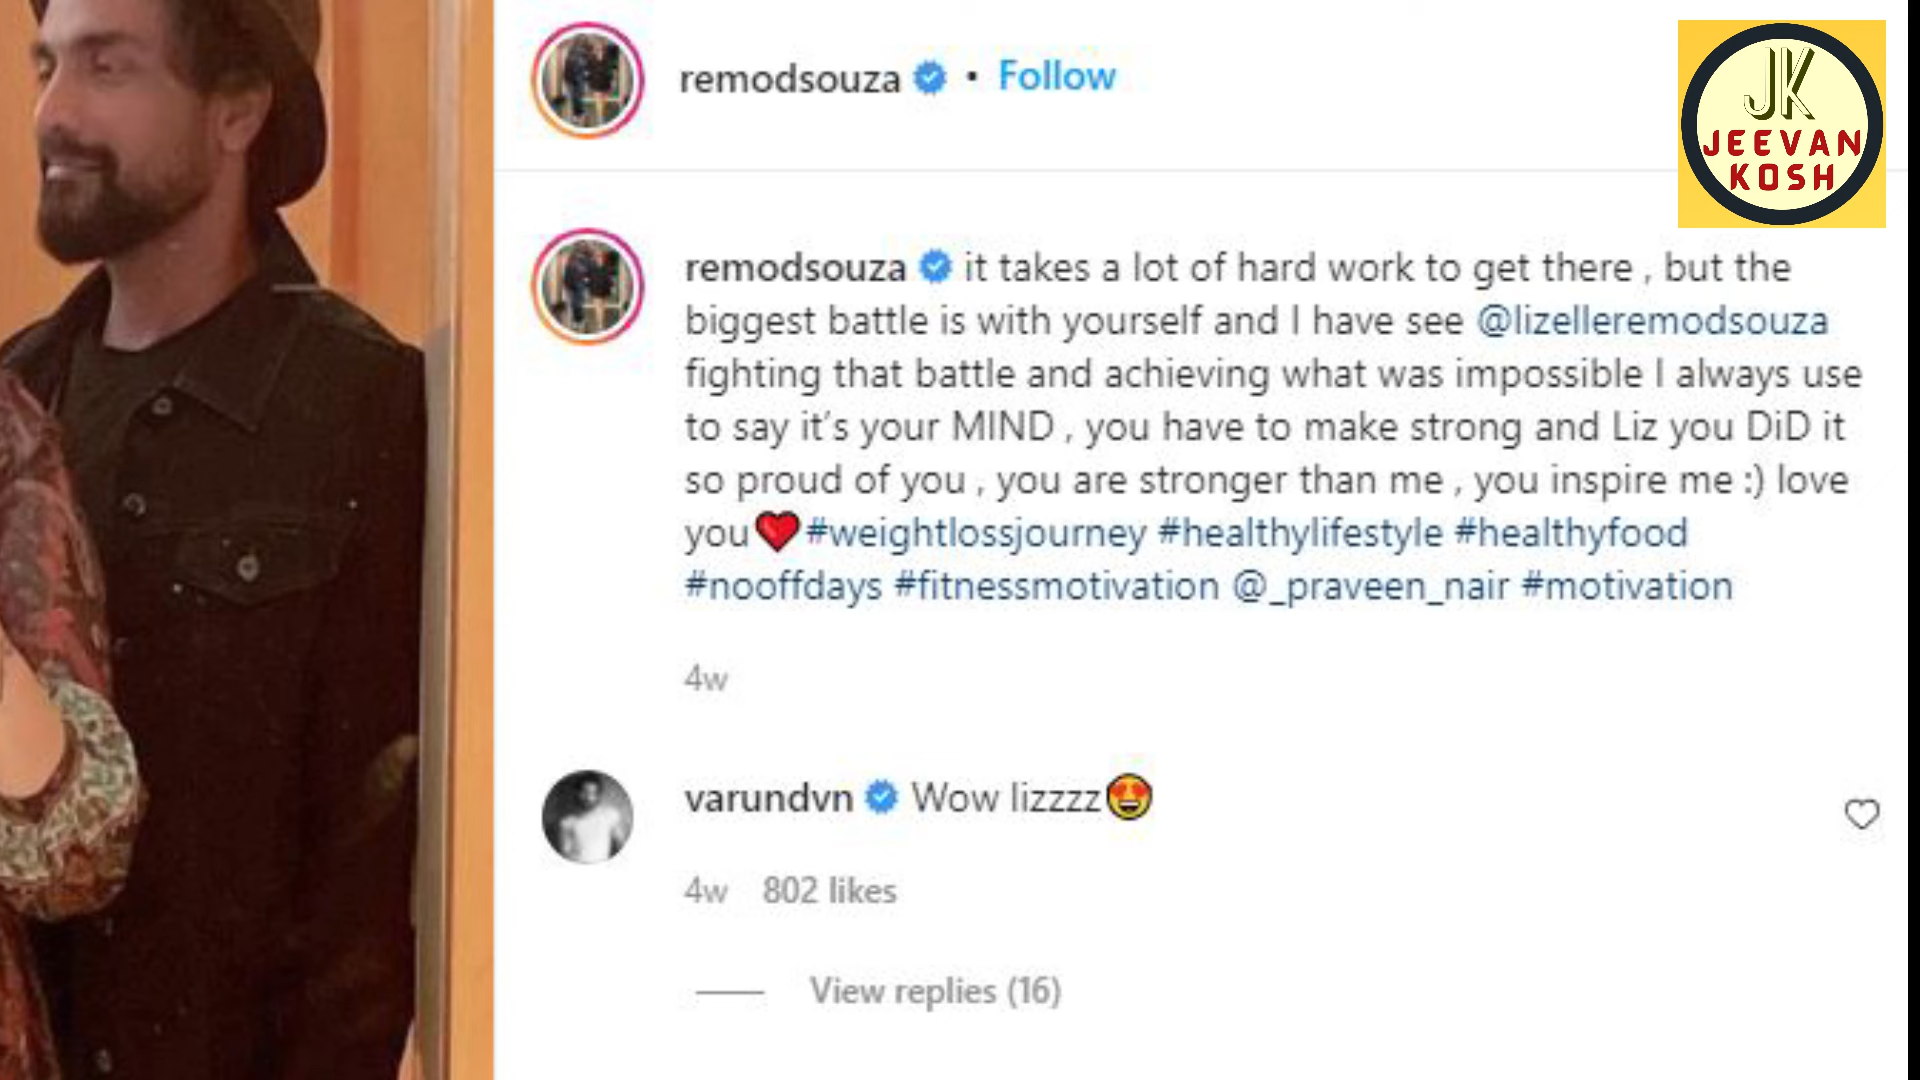 remodsouza • Follow
JK
JEEVAN
KOSH
remodsouza it takes a lot of hard work to get there , but the
biggest battle is with yourself and I have see @lizelleremodsouza
fighting that battle and achieving what was impossible I always use
to say it’s your MIND , you have to make strong and Liz you DiD it
so proud of you , you are stronger than me , you inspire me :) love
you❤️#weightlossjourney #healthylifestyle #healthyfood
#nooffdays #fitnessmotivation @_praveen_nair #motivation
4w
varundvn Wow lizzzz😍
4w 802 likes
View replies (16)